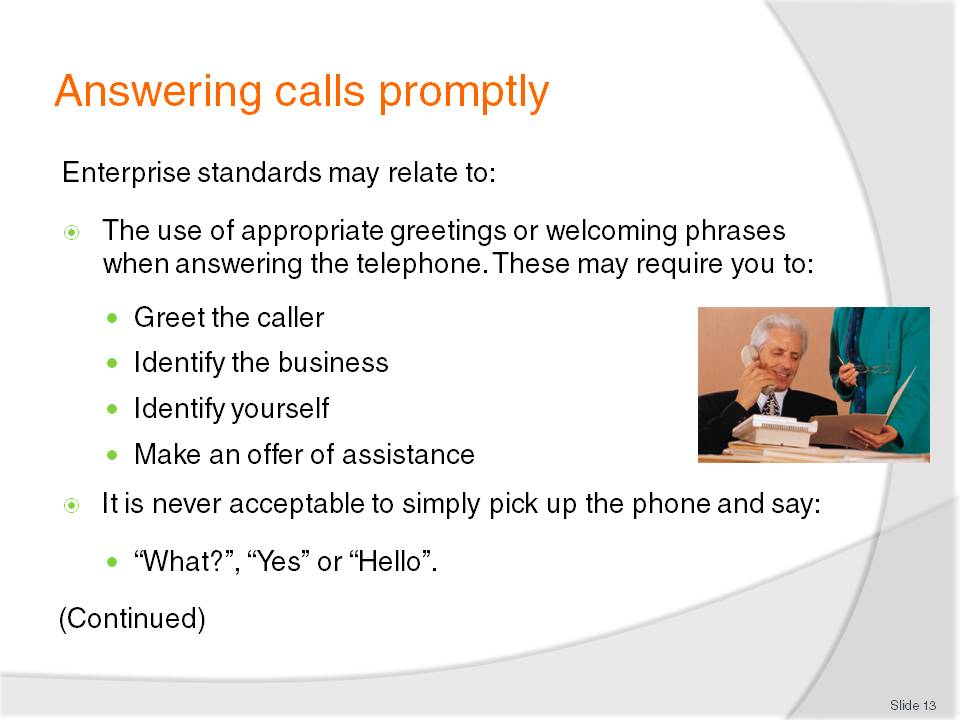 Answering calls promptly
Enterprise standards may relate to:
The use of appropriate greetings or welcoming phrases
when answering the telephone. These may require you to:
Greet the caller
Identify the business
Identify yourself
Make an offer of assistance
It is never acceptable to simply pick up the phone and say:
“What?”, “Yes” or “Hello”.
(Continued)
Slide 13